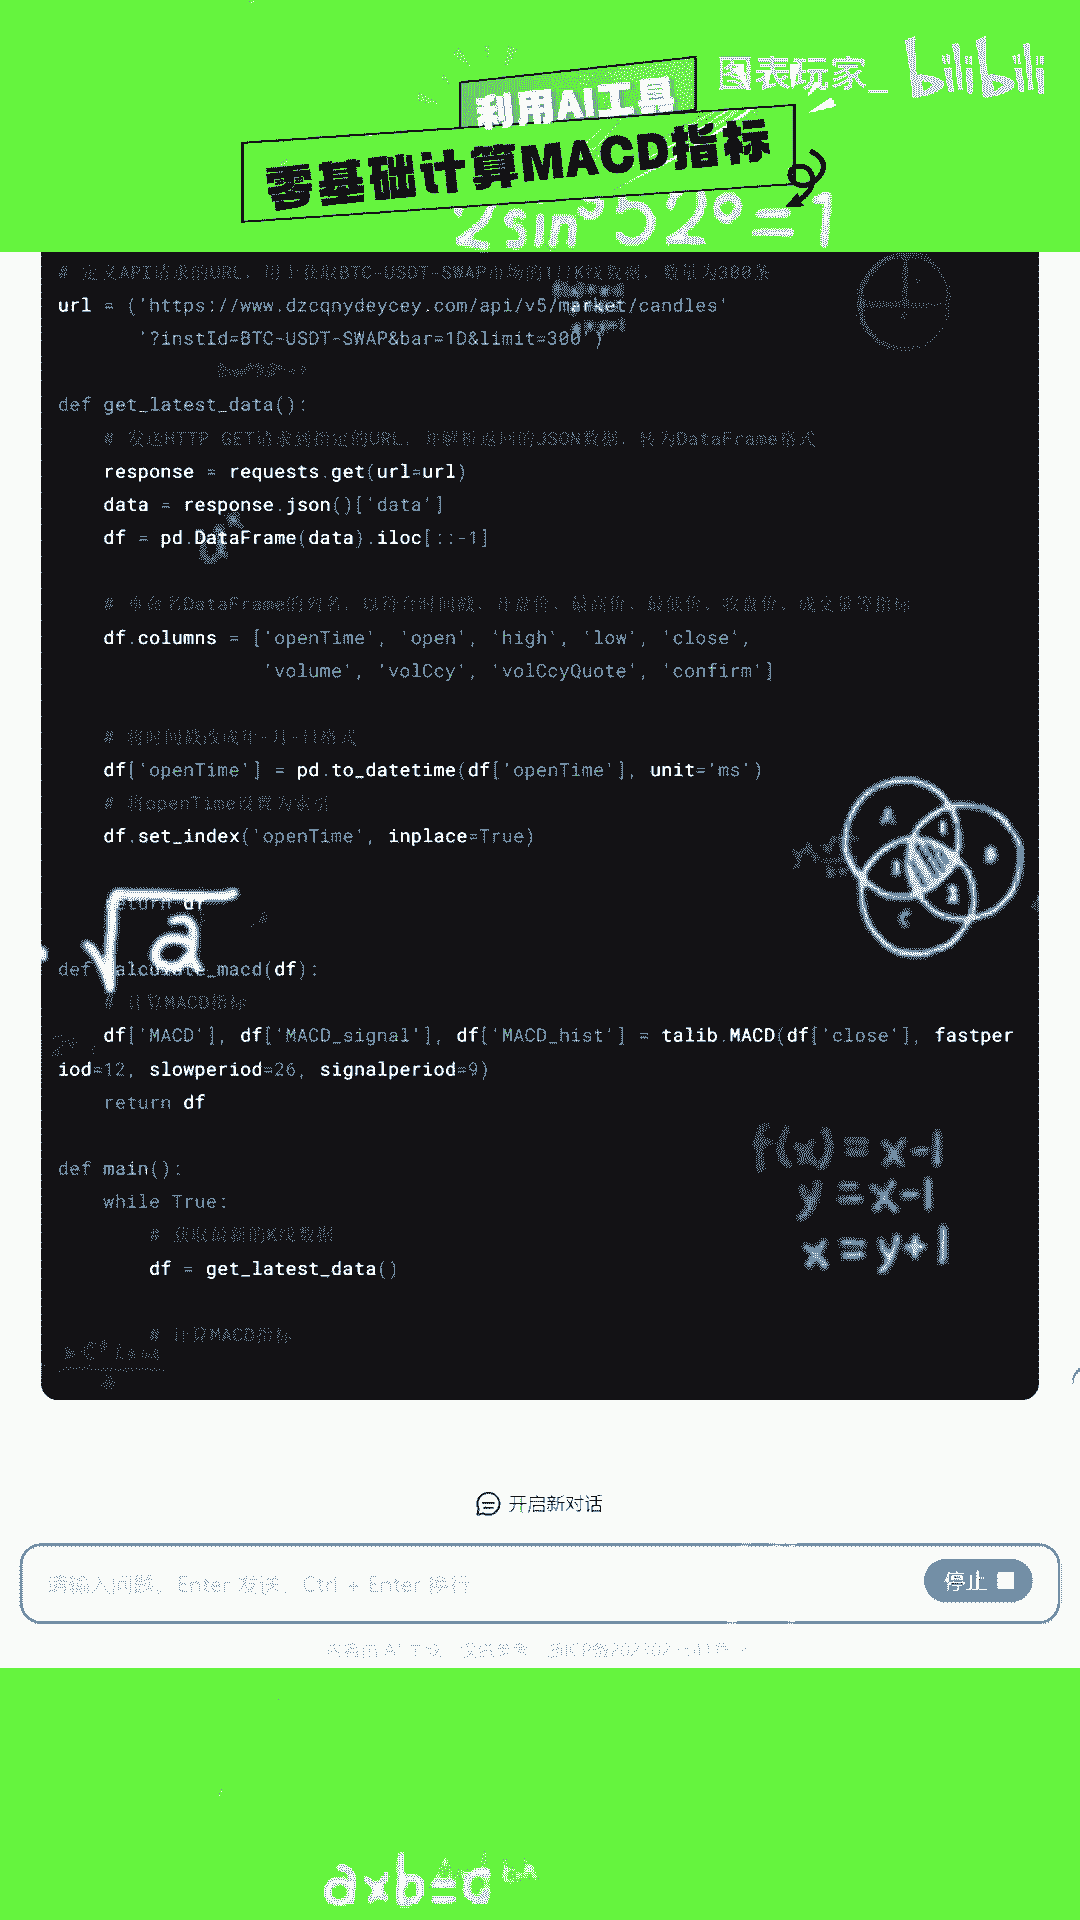 图表玩家_ bilibili
利用AI工具
零基础计算MACD指标
2sin³52°=1
# 定义API请求的URL，用于获取BTC-USDT-SWAP市场的1日K线数据，数量为300条
url = ('https://www.dzcqnydeycey.com/api/v5/market/candles'
'?instId=BTC-USDT-SWAP&bar=1D&limit=300')
def get_latest_data():
# 发送HTTP GET请求到指定的URL，并解析返回的JSON数据，转为DataFrame格式
response = requests.get(url=url)
data = response.json()['data']
df = pd.DataFrame(data).iloc[::-1]
# 重命名DataFrame的列名，以符合时间戳、开盘价、最高价、最低价、收盘价、成交量等指标
df.columns = ['openTime', 'open', 'high', 'low', 'close',
'volume', 'volCcy', 'volCcyQuote', 'confirm']
# 将时间戳改成年-月-日格式
df['openTime'] = pd.to_datetime(df['openTime'], unit='ms')
# 将openTime设置为索引
df.set_index('openTime', inplace=True)
return df
√a
def calculate_macd(df):
# 计算MACD指标
df['MACD'], df['MACD_signal'], df['MACD_hist'] = talib.MACD(df['close'], fastper
iod=12, slowperiod=26, signalperiod=9)
return df
f(x)=x-1
y=x-1
x=y+1
def main():
while True:
# 获取最新的K线数据
df = get_latest_data()
# 计算MACD指标
开启新对话
请输入问题，Enter 发送，Ctrl + Enter 换行
停止
axb=c